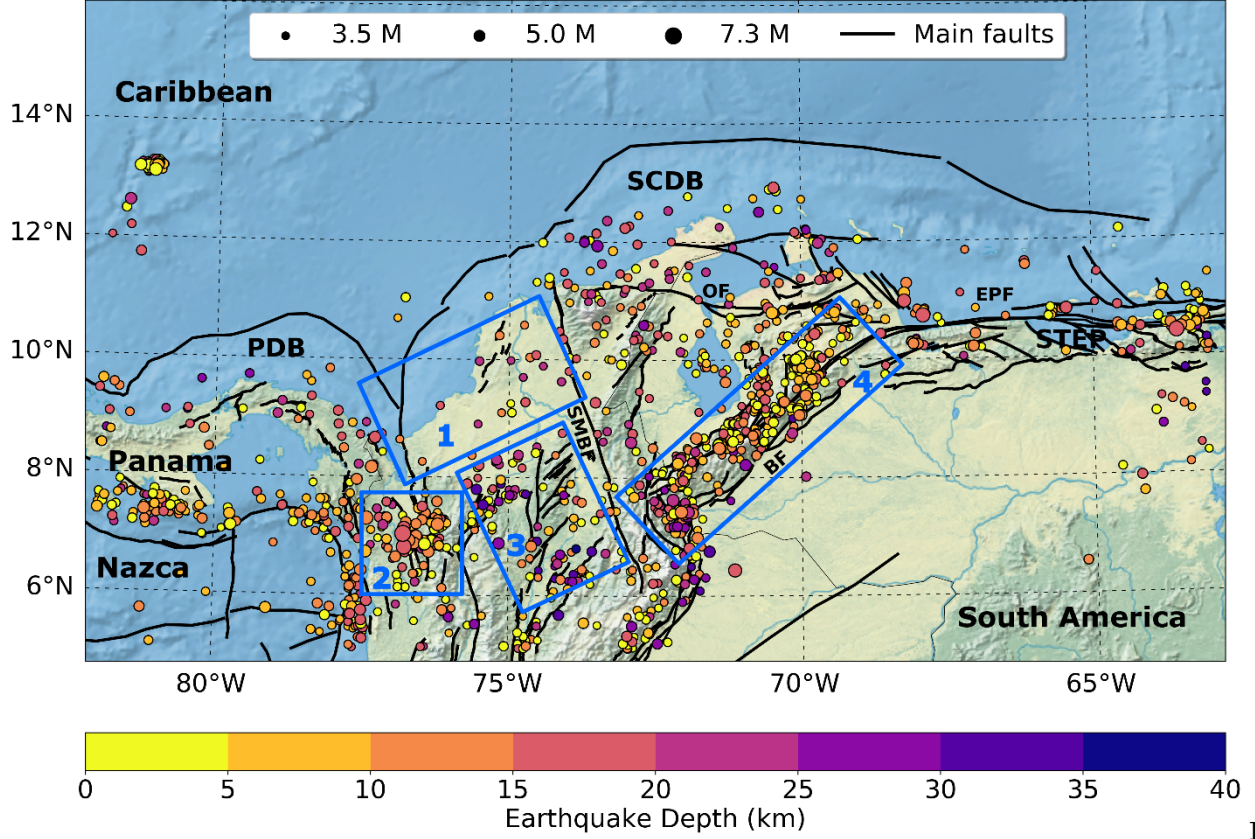 3.5 M 5.0 M 7.3 M Main faults
Caribbean
14°N
SCDB
12°N
OF
EPF
STEP
10°N
PDB
4
SMBF
1
8°N
Panama
BF
3
Nazca
2
6°N
South America
80°W 75°W 70°W 65°W
0 5 10 15 20 25 30 35 40
Earthquake Depth (km)